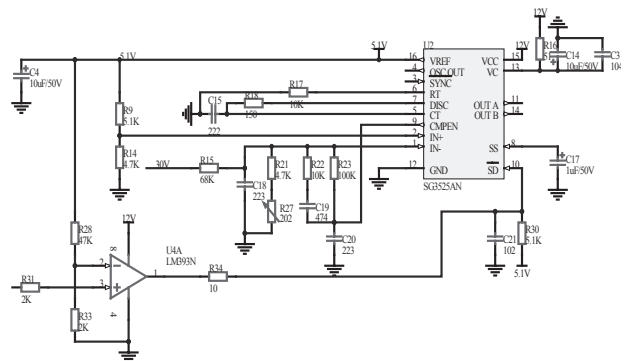 12V
5.1V
5.1V
U2
12V
C4
10uF/50V
16
VREF
VCC
15
R16
C14
10uF/50V
C3
104
4
OSCOUT
VC
13
3
SYNC
R17
10K
6
RT
C15
222
R18
150
7
DISC
OUT A
11
5
CT
OUT B
14
R9
5.1K
9
CMPEN
2
IN+
1
IN-
SS
8
C17
1uF/50V
R14
4.7K
30V
R15
68K
R21
4.7K
R22
10K
R23
100K
12
GND
SD
10
SG3525AN
C18
223
R27
202
C19
474
C20
223
R28
47K
12V
C21
102
R30
5.1K
5.1V
U4A
LM393N
8
2
3
1
4
R31
2K
R33
2K
R34
10